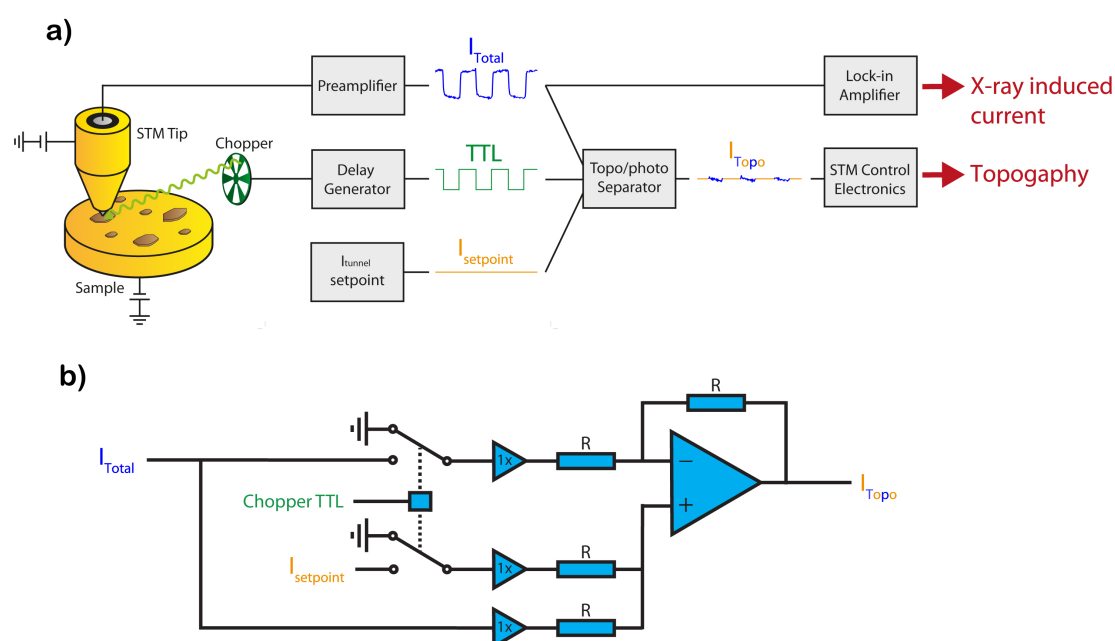 a)
I Total
Preamplifier
Lock-in
Amplifier
X-ray induced
current
STM Tip
Chopper
Delay
Generator
TTL
Topo/photo
Separator
I Topo
STM Control
Electronics
Topogaphy
Itunnel
setpoint
I setpoint
Sample
b)
R
I Total
1x
R
−
Chopper TTL
+
I Topo
I setpoint
1x
R
1x
R